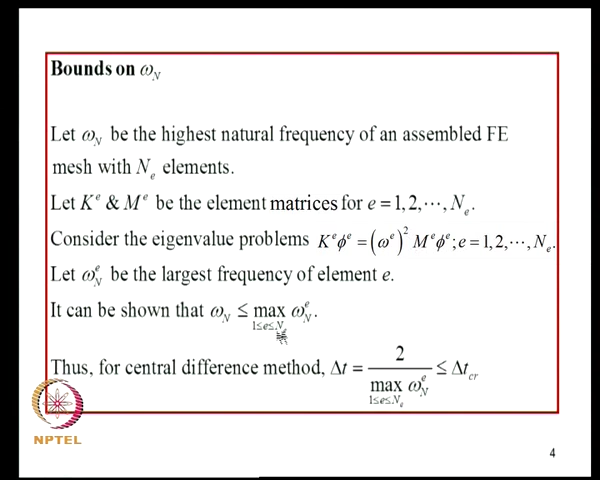 Bounds on ω_N
Let ω_N be the highest natural frequency of an assembled FE
mesh with N_e elements.
Let K^e & M^e be the element matrices for e = 1, 2, ⋯, N_e.
Consider the eigenvalue problems K^e ϕ^e = (ω^e)^2 M^e ϕ^e; e = 1, 2, ⋯, N_e.
Let ω_N^e be the largest frequency of element e.
It can be shown that ω_N ≤ max_{1≤e≤N_e} ω_N^e.
Thus, for central difference method, Δt = 2 / (max_{1≤e≤N_e} ω_N^e) ≤ Δt_cr
NPTEL
4